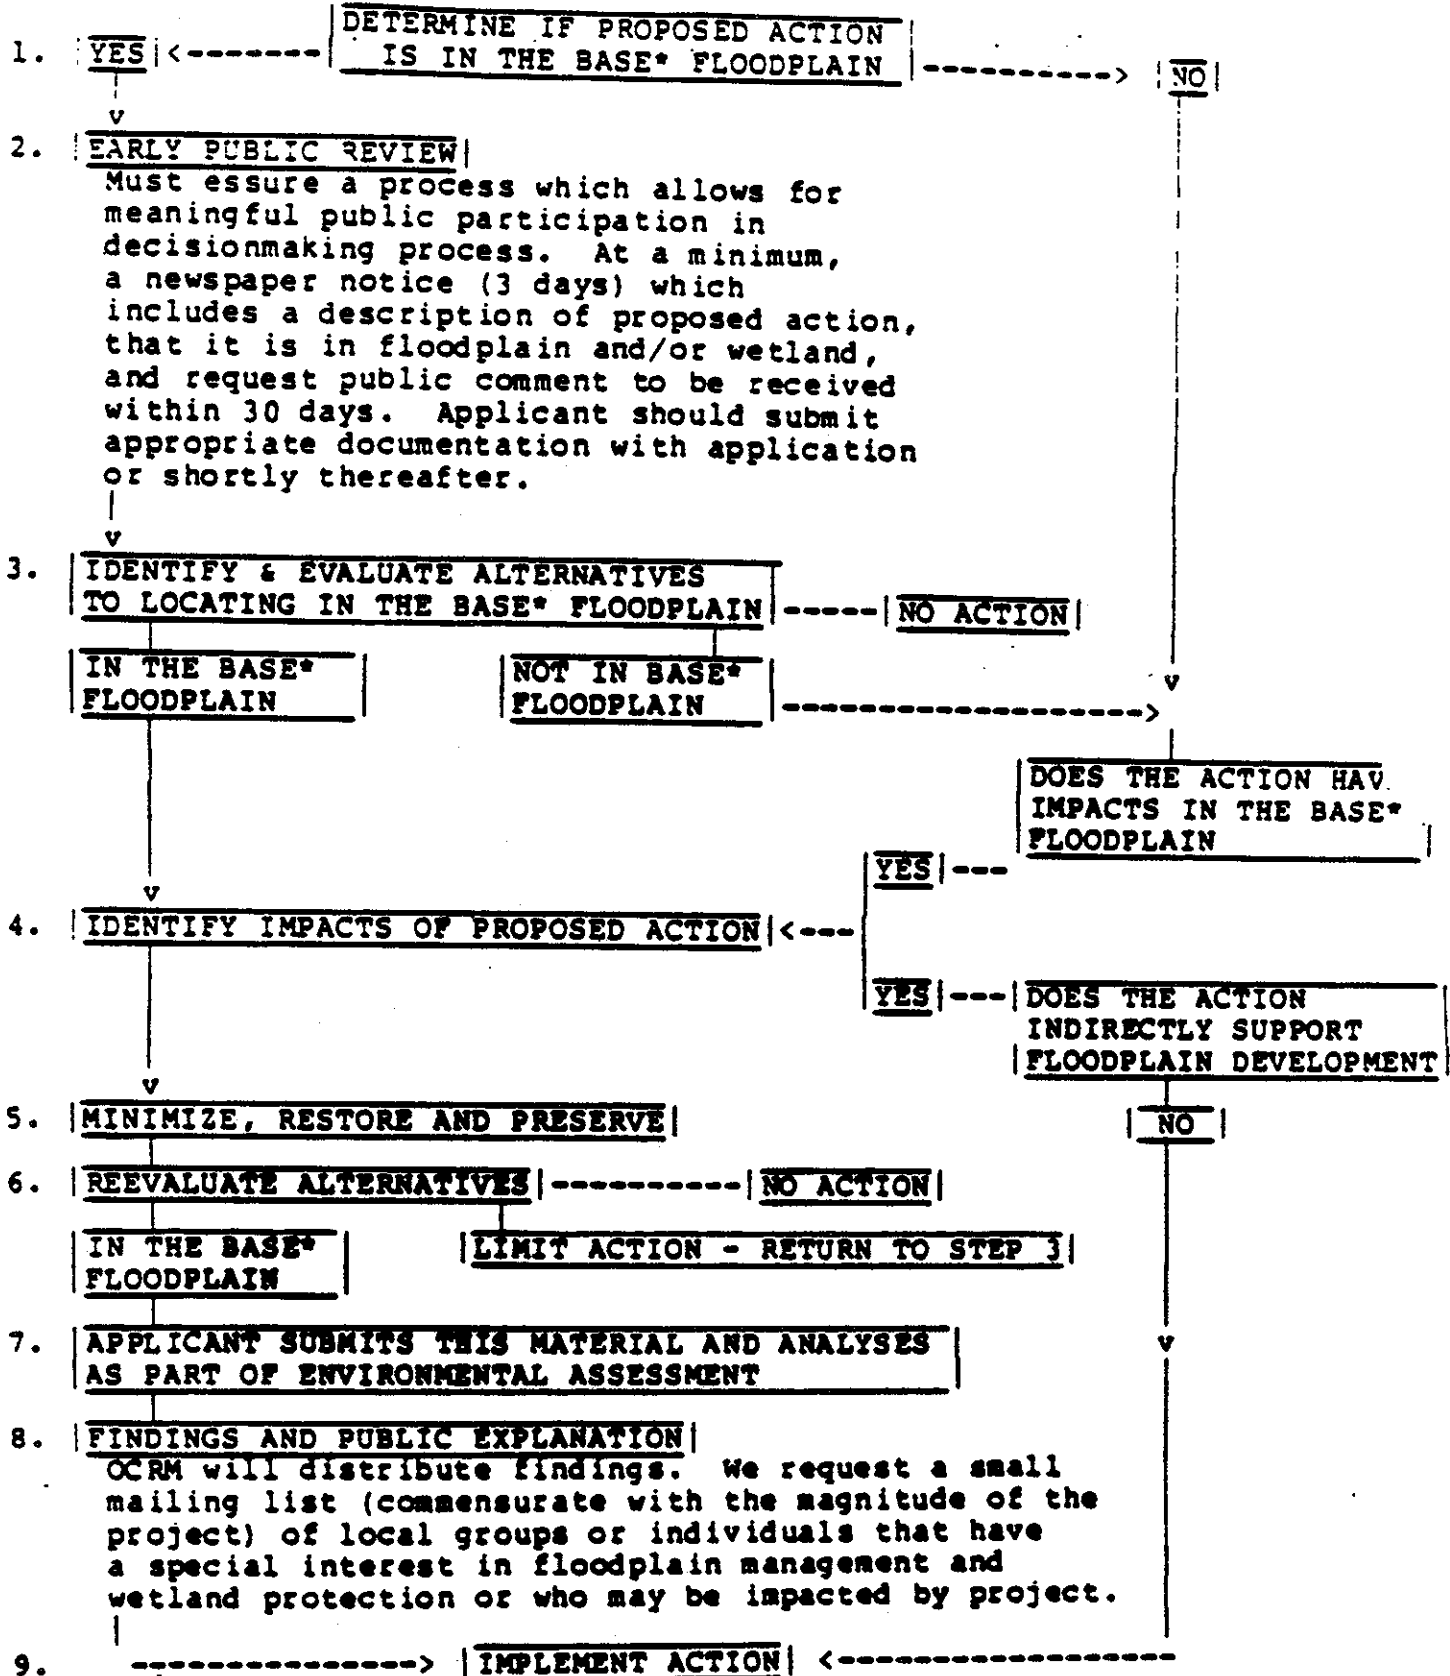 DETERMINE IF PROPOSED ACTION
1. YES IS IN THE BASE* FLOODPLAIN NO
2. EARLY PUBLIC REVIEW
Must essure a process which allows for
meaningful public participation in
decisionmaking process. At a minimum,
a newspaper notice (3 days) which
includes a description of proposed action,
that it is in floodplain and/or wetland,
and request public comment to be received
within 30 days. Applicant should submit
appropriate documentation with application
or shortly thereafter.
3. IDENTIFY & EVALUATE ALTERNATIVES
TO LOCATING IN THE BASE* FLOODPLAIN NO ACTION
IN THE BASE*
FLOODPLAIN
NOT IN BASE*
FLOODPLAIN
DOES THE ACTION HAV
IMPACTS IN THE BASE*
FLOODPLAIN
YES
4. IDENTIFY IMPACTS OF PROPOSED ACTION
YES
DOES THE ACTION
INDIRECTLY SUPPORT
FLOODPLAIN DEVELOPMENT
5. MINIMIZE, RESTORE AND PRESERVE
NO
6. REEVALUATE ALTERNATIVES NO ACTION
IN THE BASE*
FLOODPLAIN
LIMIT ACTION - RETURN TO STEP 3
7. APPLICANT SUBMITS THIS MATERIAL AND ANALYSES
AS PART OF ENVIRONMENTAL ASSESSMENT
8. FINDINGS AND PUBLIC EXPLANATION
OCRM will distribute findings. We request a small
mailing list (commensurate with the magnitude of the
project) of local groups or individuals that have
a special interest in floodplain management and
wetland protection or who may be impacted by project.
9. IMPLEMENT ACTION